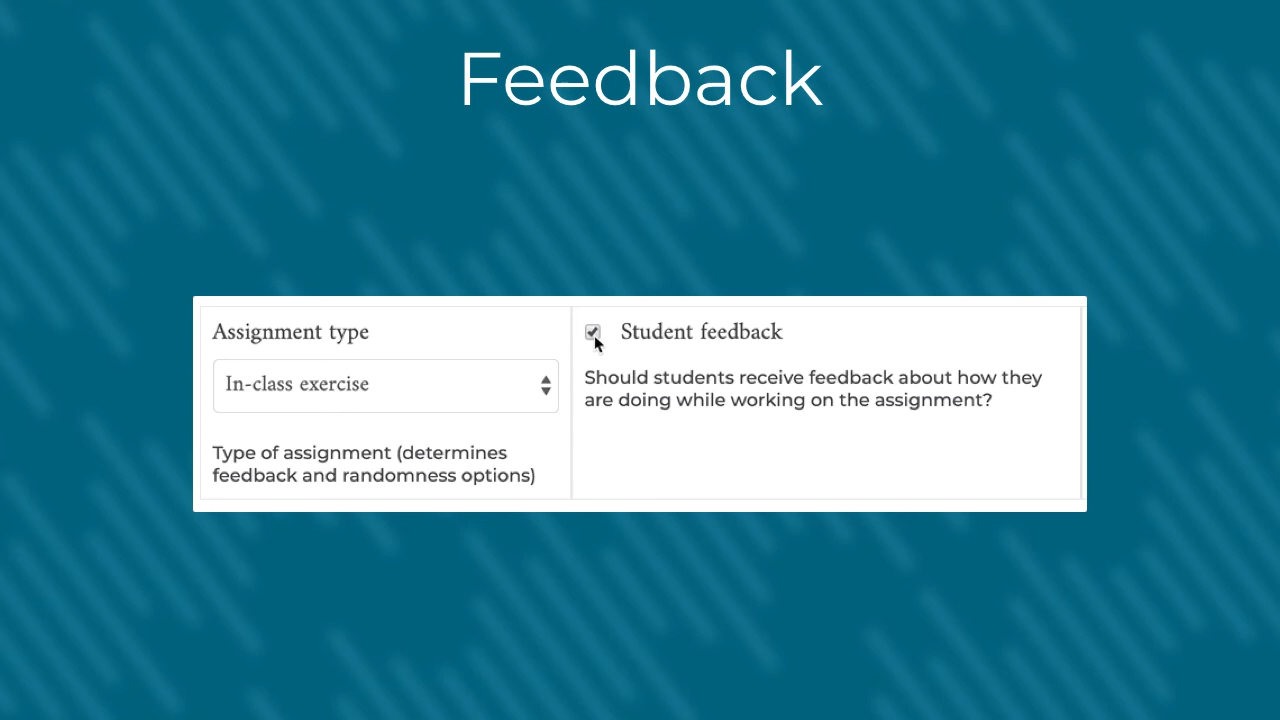 Feedback
Assignment type
In-class exercise
Type of assignment (determines
feedback and randomness options)
Student feedback
Should students receive feedback about how they
are doing while working on the assignment?